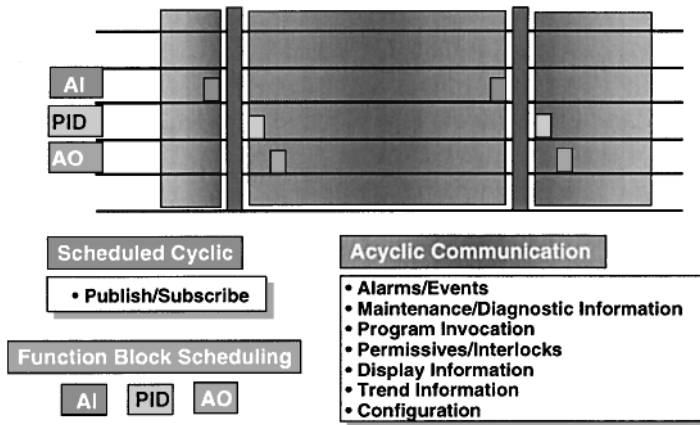 AI
PID
AO
Scheduled Cyclic
• Publish/Subscribe
Function Block Scheduling
AI PID AO
Acyclic Communication
• Alarms/Events
• Maintenance/Diagnostic Information
• Program Invocation
• Permissives/Interlocks
• Display Information
• Trend Information
• Configuration